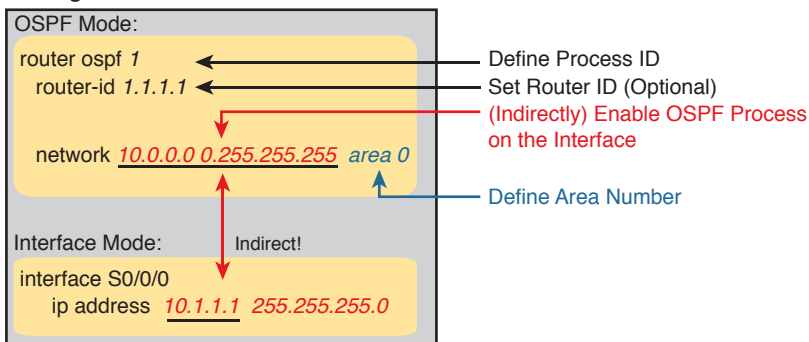 OSPF Mode:
router ospf 1
Define Process ID
router-id 1.1.1.1
Set Router ID (Optional)
(Indirectly) Enable OSPF Process
on the Interface
network 10.0.0.0 0.255.255.255 area 0
Define Area Number
Interface Mode:
Indirect!
interface S0/0/0
ip address 10.1.1.1 255.255.255.0